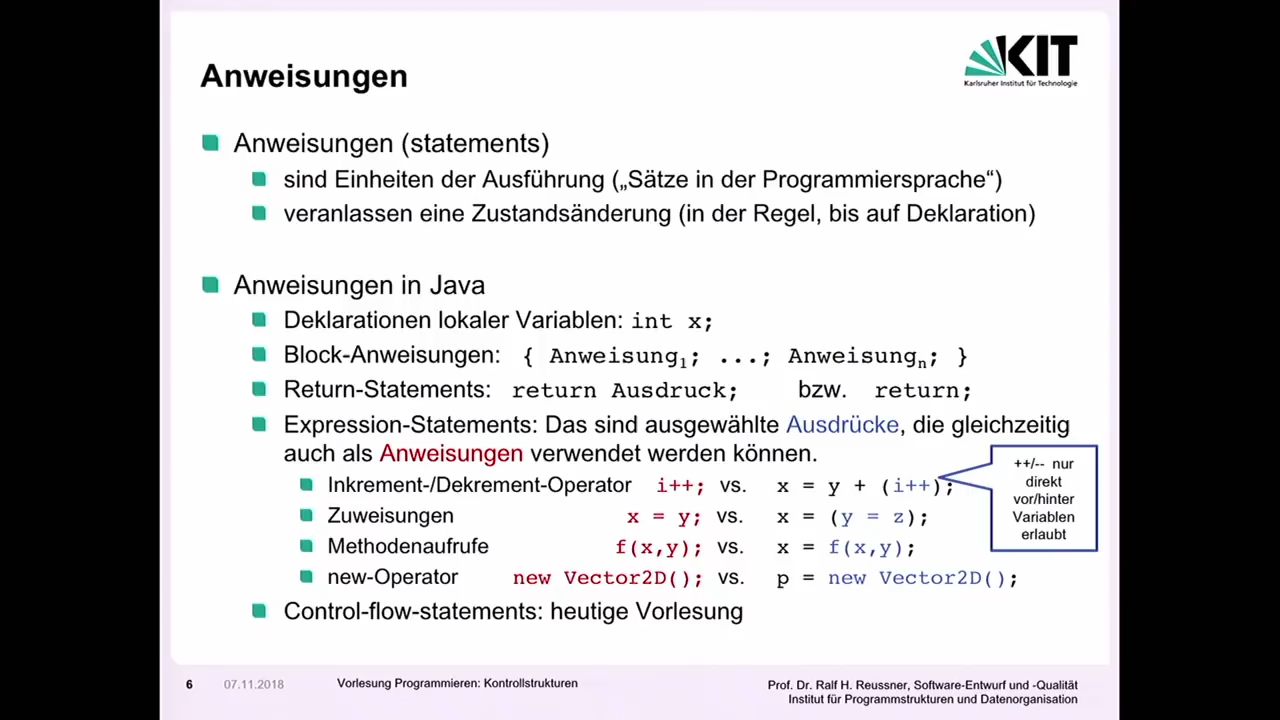 Anweisungen
KIT
Karlsruher Institut für Technologie
Anweisungen (statements)
sind Einheiten der Ausführung („Sätze in der Programmiersprache“)
veranlassen eine Zustandsänderung (in der Regel, bis auf Deklaration)
Anweisungen in Java
Deklarationen lokaler Variablen: int x;
Block-Anweisungen: { Anweisung₁; ...; Anweisungₙ; }
Return-Statements: return Ausdruck; bzw. return;
Expression-Statements: Das sind ausgewählte Ausdrücke, die gleichzeitig
auch als Anweisungen verwendet werden können.
Inkrement-/Dekrement-Operator i++; vs. x = y + (i++);
Zuweisungen x = y; vs. x = (y = z);
Methodenaufrufe f(x,y); vs. x = f(x,y);
new-Operator new Vector2D(); vs. p = new Vector2D();
++/-- nur
direkt
vor/hinter
Variablen
erlaubt
Control-flow-statements: heutige Vorlesung
6 07.11.2018 Vorlesung Programmieren: Kontrollstrukturen
Prof. Dr. Ralf H. Reussner, Software-Entwurf und -Qualität
Institut für Programmstrukturen und Datenorganisation